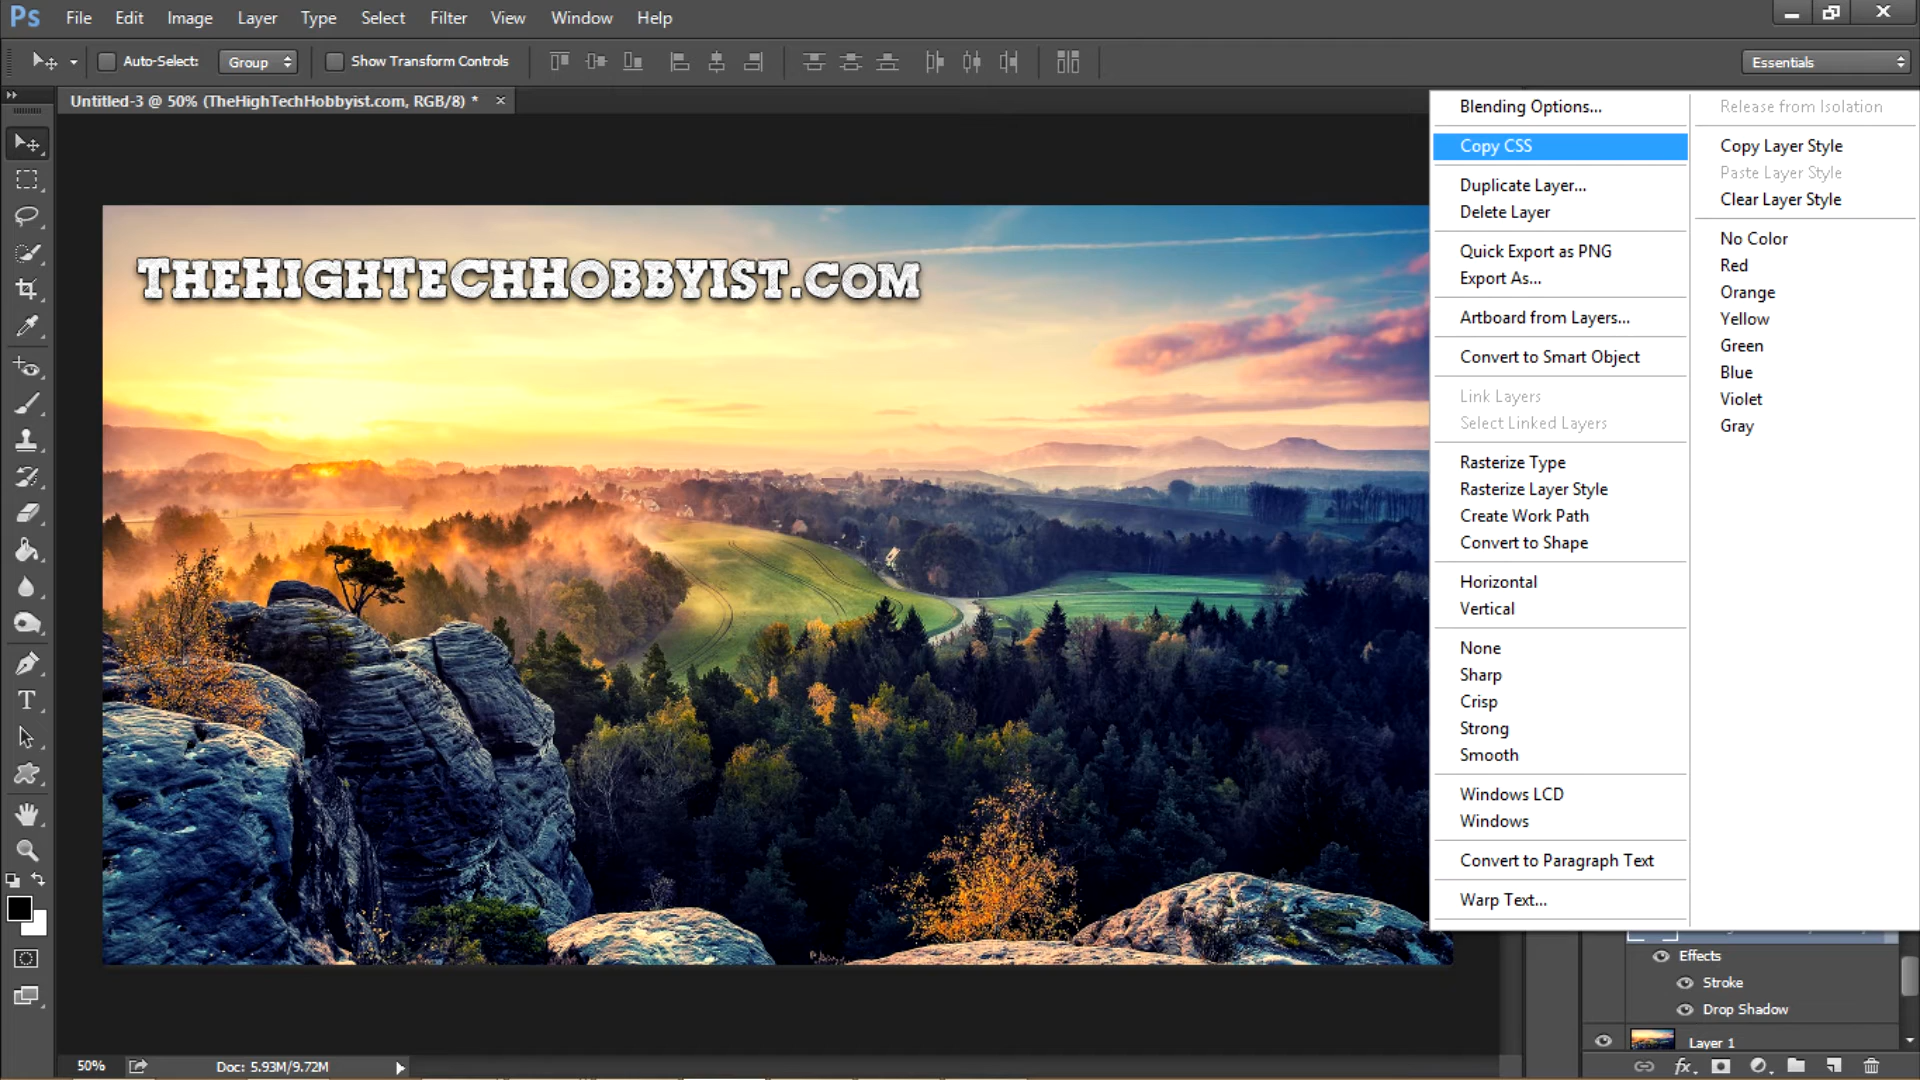 Ps File Edit Image Layer Type Select Filter View Window Help
Auto-Select: Group Show Transform Controls Essentials
Untitled-3 @ 50% (TheHighTechHobbyist.com, RGB/8) *
TheHighTechHobbyist.com
Blending Options...
Copy CSS
Duplicate Layer...
Delete Layer
Quick Export as PNG
Export As...
Artboard from Layers...
Convert to Smart Object
Link Layers
Select Linked Layers
Rasterize Type
Rasterize Layer Style
Create Work Path
Convert to Shape
Horizontal
Vertical
None
Sharp
Crisp
Strong
Smooth
Windows LCD
Windows
Convert to Paragraph Text
Warp Text...
Release from Isolation
Copy Layer Style
Paste Layer Style
Clear Layer Style
No Color
Red
Orange
Yellow
Green
Blue
Violet
Gray
Effects
Stroke
Drop Shadow
Layer 1
50% Doc: 5.93M/9.72M
fx